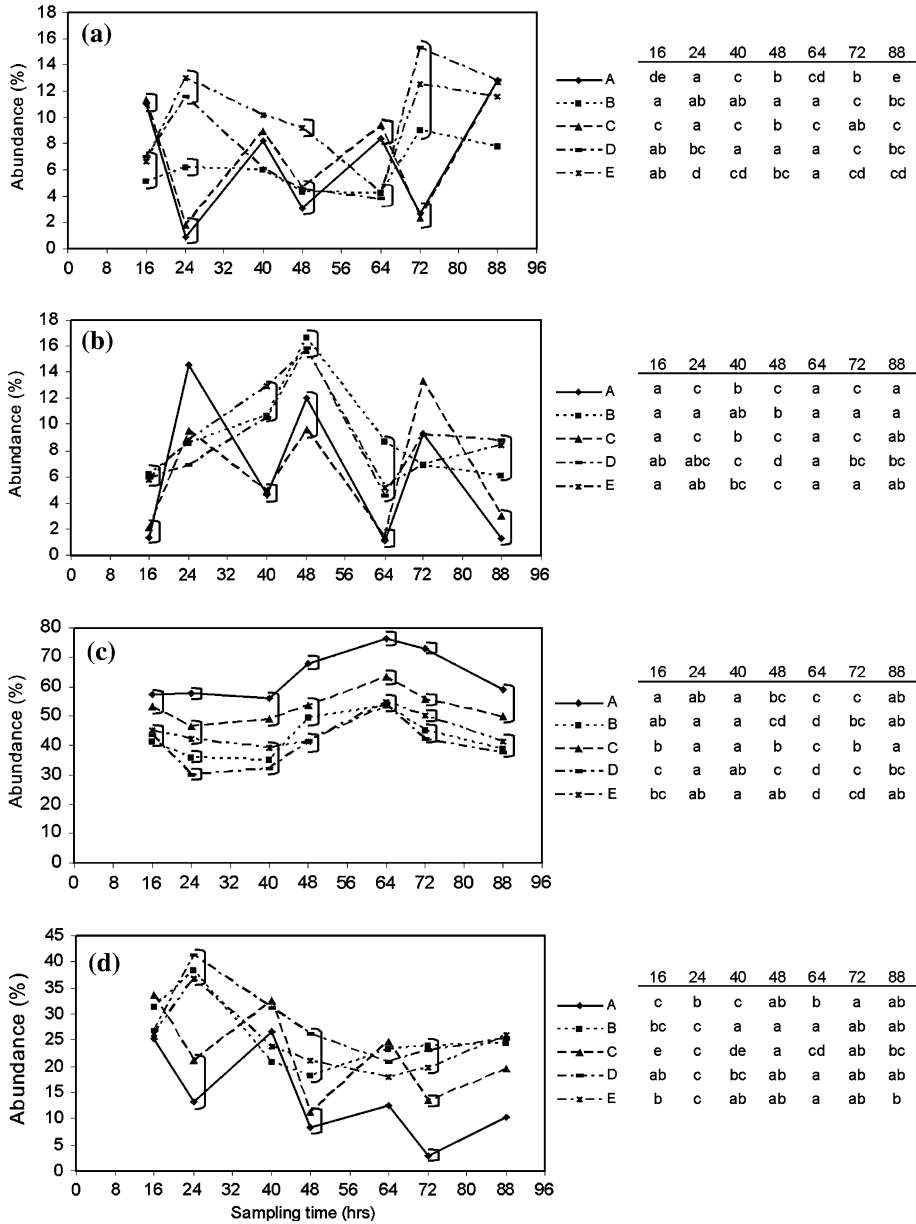 (a)
Abundance (%)
18
16
14
12
10
8
6
4
2
0
0 8 16 24 32 40 48 56 64 72 80 88 96
16 24 40 48 64 72 88
A de a c b cd b e
B a ab ab a a c bc
C c a c b c ab c
D ab bc a a a c bc
E ab d cd bc a cd cd
(b)
Abundance (%)
18
16
14
12
10
8
6
4
2
0
0 8 16 24 32 40 48 56 64 72 80 88 96
16 24 40 48 64 72 88
A a c b c a c a
B a a ab b a a a
C a c b c a c ab
D ab abc c d a bc bc
E a ab bc c a a ab
(c)
Abundance (%)
80
70
60
50
40
30
20
10
0
0 8 16 24 32 40 48 56 64 72 80 88 96
16 24 40 48 64 72 88
A a ab a bc c c ab
B ab a a cd d bc ab
C b a a b c b a
D c a ab c d c bc
E bc ab a ab d cd ab
(d)
Abundance (%)
45
40
35
30
25
20
15
10
5
0
0 8 16 24 32 40 48 56 64 72 80 88 96
Sampling time (hrs)
16 24 40 48 64 72 88
A c b c ab b a ab
B bc c a a a ab ab
C e c de a cd ab bc
D ab c bc ab a ab ab
E b c ab ab a ab b